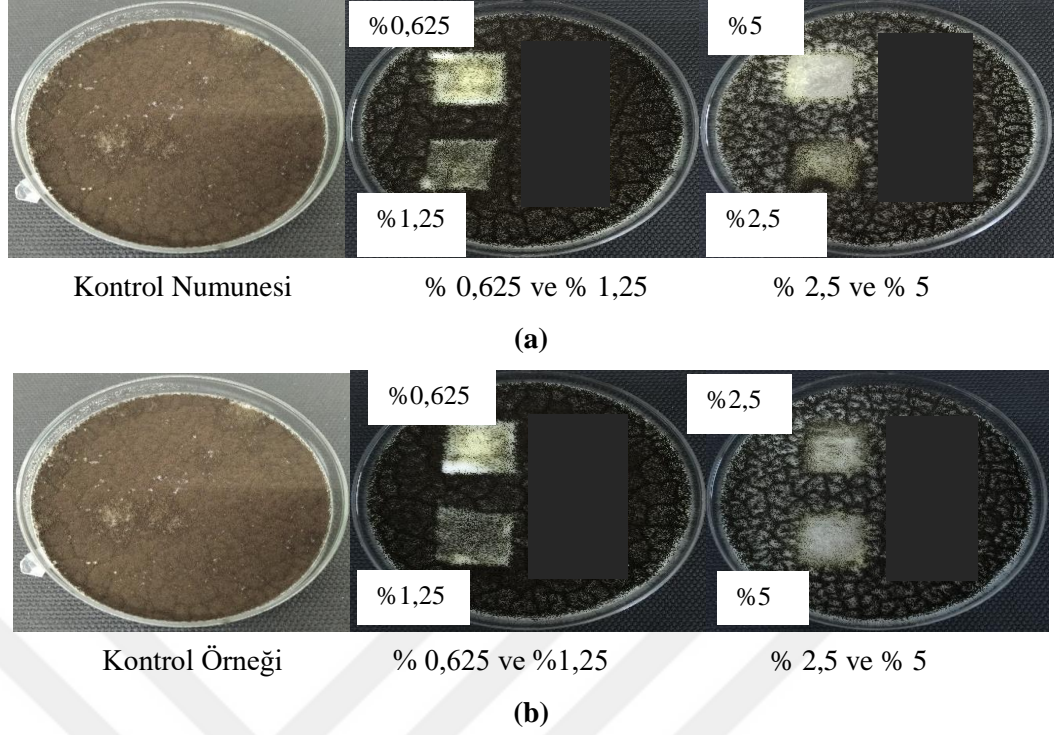 %0,625
%5
%1,25
%2,5
Kontrol Numunesi
% 0,625 ve % 1,25
% 2,5 ve % 5
(a)
%0,625
%2,5
%1,25
%5
Kontrol Örneği
% 0,625 ve %1,25
% 2,5 ve % 5
(b)